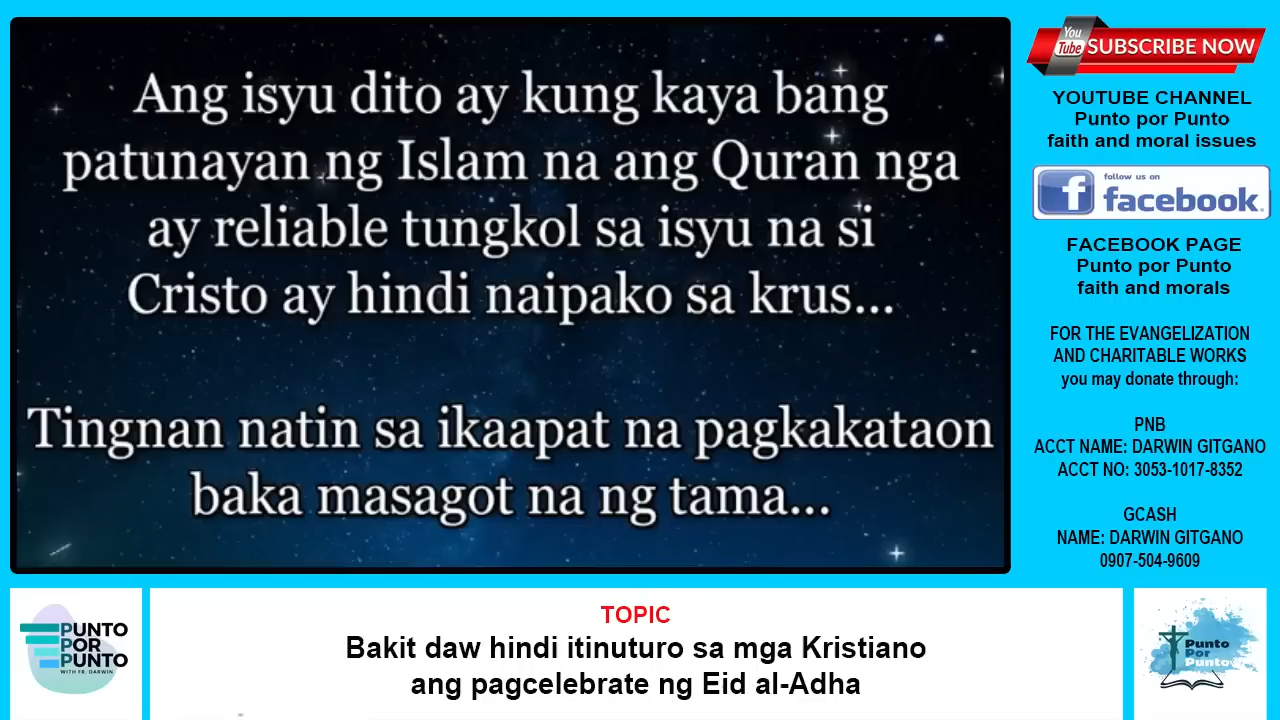 Ang isyu dito ay kung kaya bang
patunayan ng Islam na ang Quran nga
ay reliable tungkol sa isyu na si
Cristo ay hindi naipako sa krus...
Tingnan natin sa ikaapat na pagkakataon
baka masagot na ng tama...
You
Tube
SUBSCRIBE NOW
YOUTUBE CHANNEL
Punto por Punto
faith and moral issues
follow us on
facebook.
FACEBOOK PAGE
Punto por Punto
faith and morals
FOR THE EVANGELIZATION
AND CHARITABLE WORKS
you may donate through:
PNB
ACCT NAME: DARWIN GITGANO
ACCT NO: 3053-1017-8352
GCASH
NAME: DARWIN GITGANO
0907-504-9609
PUNTO
POR
PUNTO
WITH FR. DARWIN
TOPIC
Bakit daw hindi itinuturo sa mga Kristiano
ang pagcelebrate ng Eid al-Adha
Punto
Por
Punto